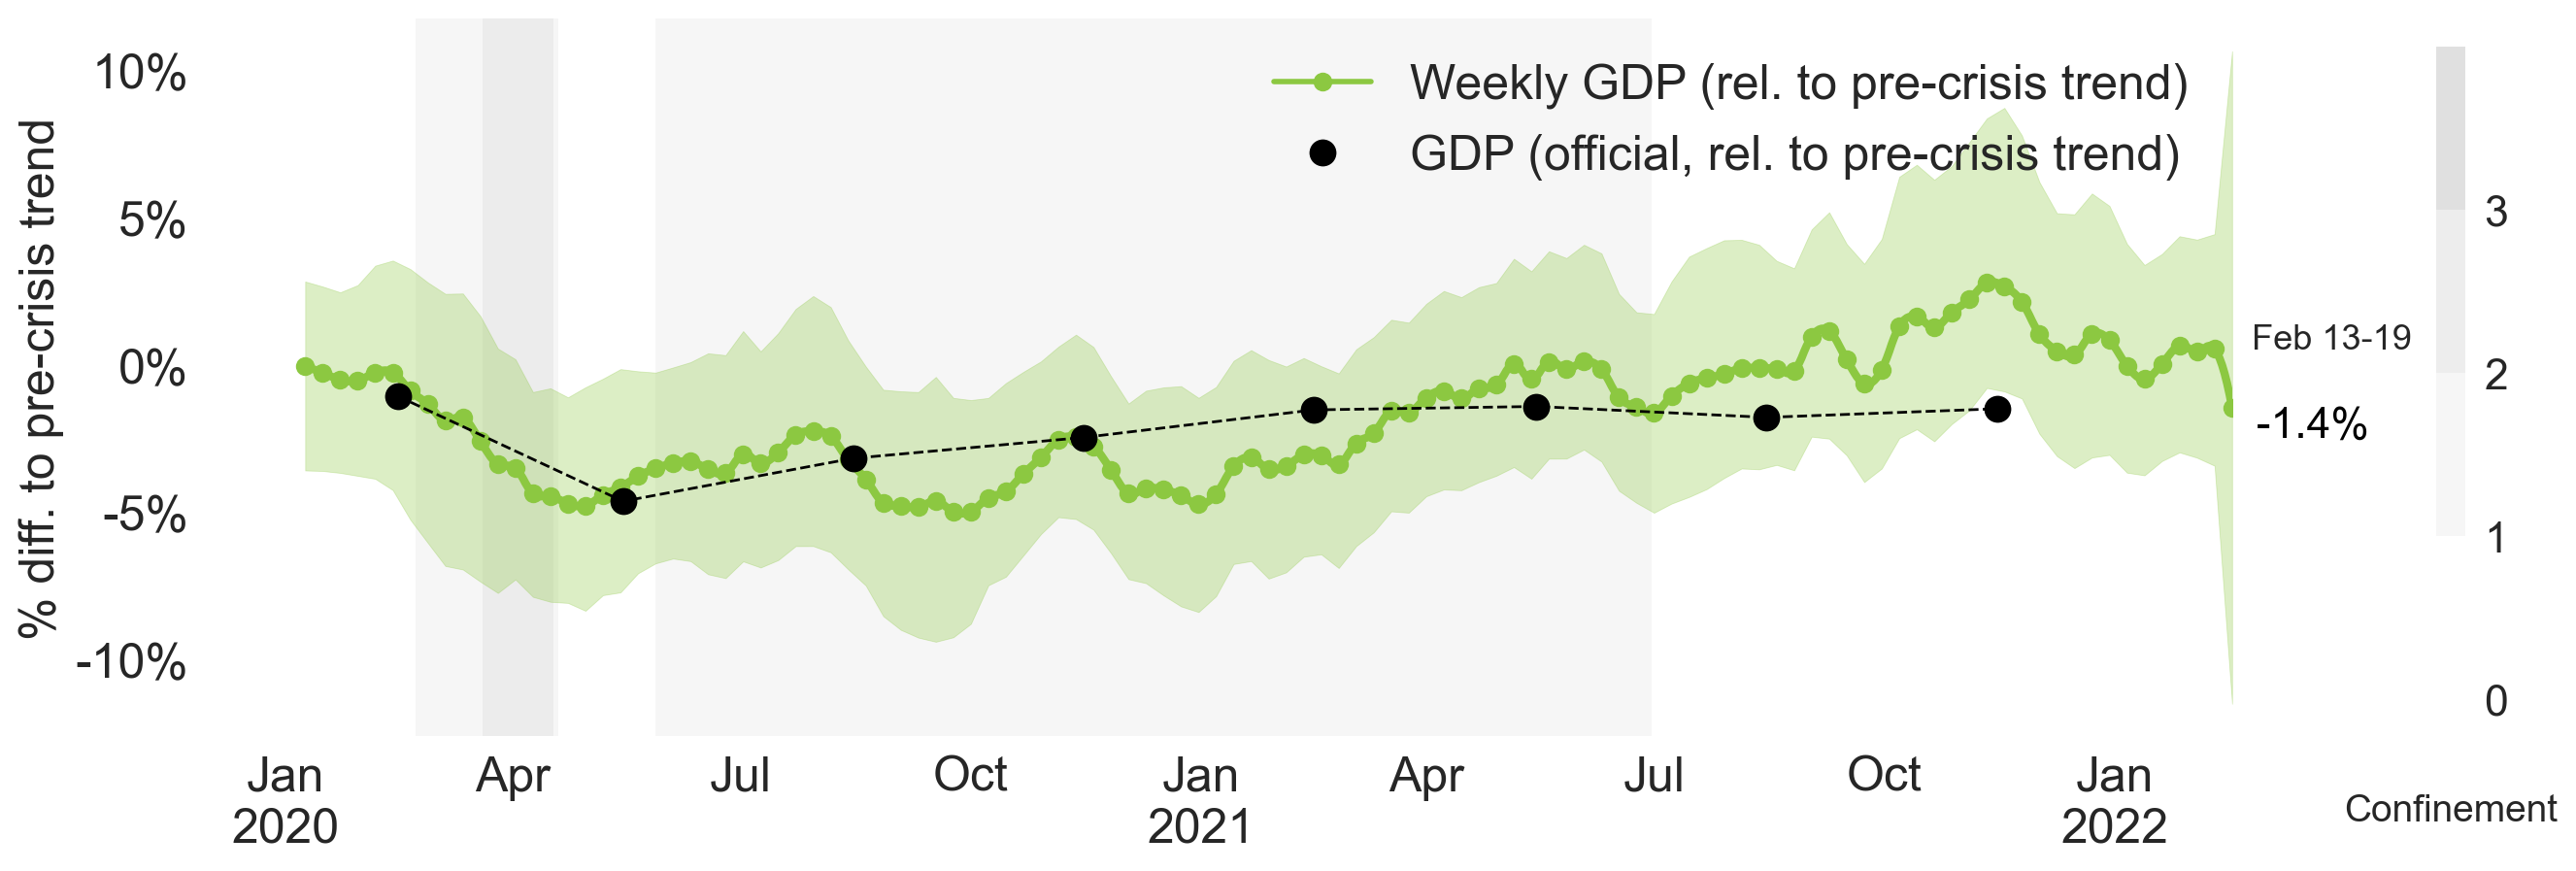 % diff. to pre-crisis trend
10%
5%
0%
-5%
-10%
Weekly GDP (rel. to pre-crisis trend)
GDP (official, rel. to pre-crisis trend)
Feb 13-19
-1.4%
3
2
1
0
Confinement
Jan Apr Jul Oct Jan Apr Jul Oct Jan
2020 2021 2022